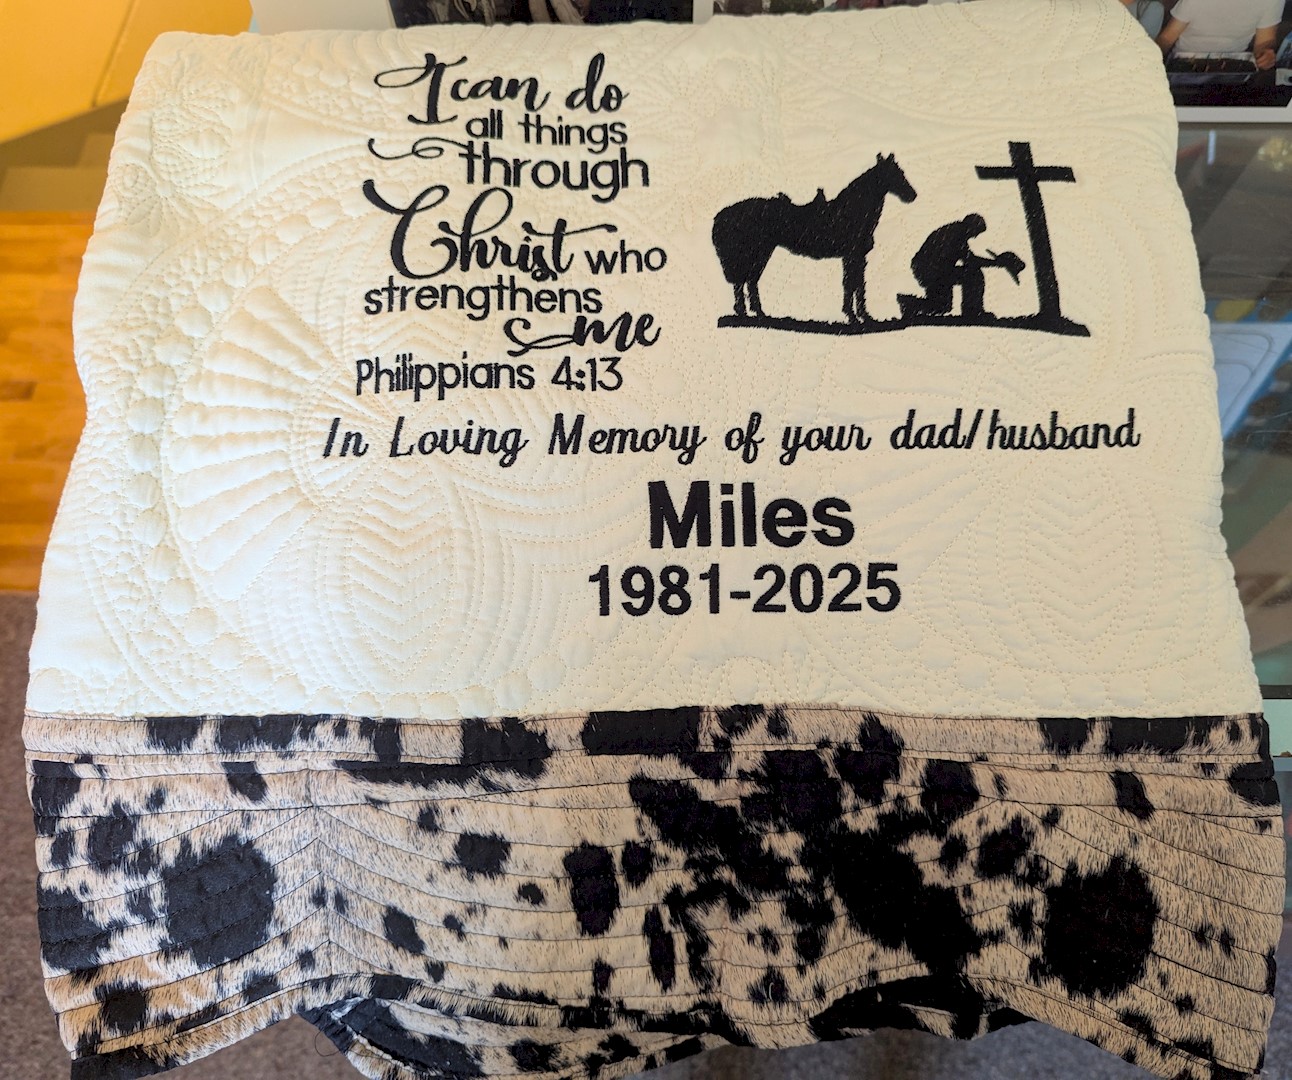 I can do
all things
through
Christ who
strengthens
me
Philippians 4:13
In Loving Memory of your dad/husband
Miles
1981-2025